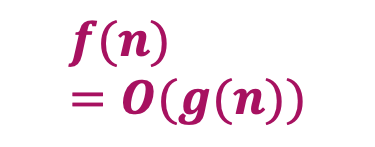 f(n)
= O(g(n))